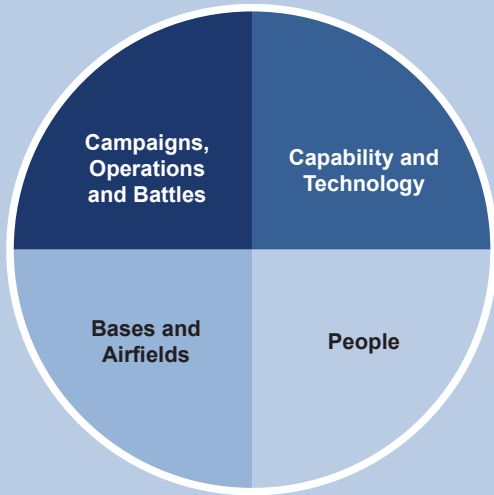 Campaigns,
Operations
and Battles
Capability and
Technology
Bases and
Airfields
People